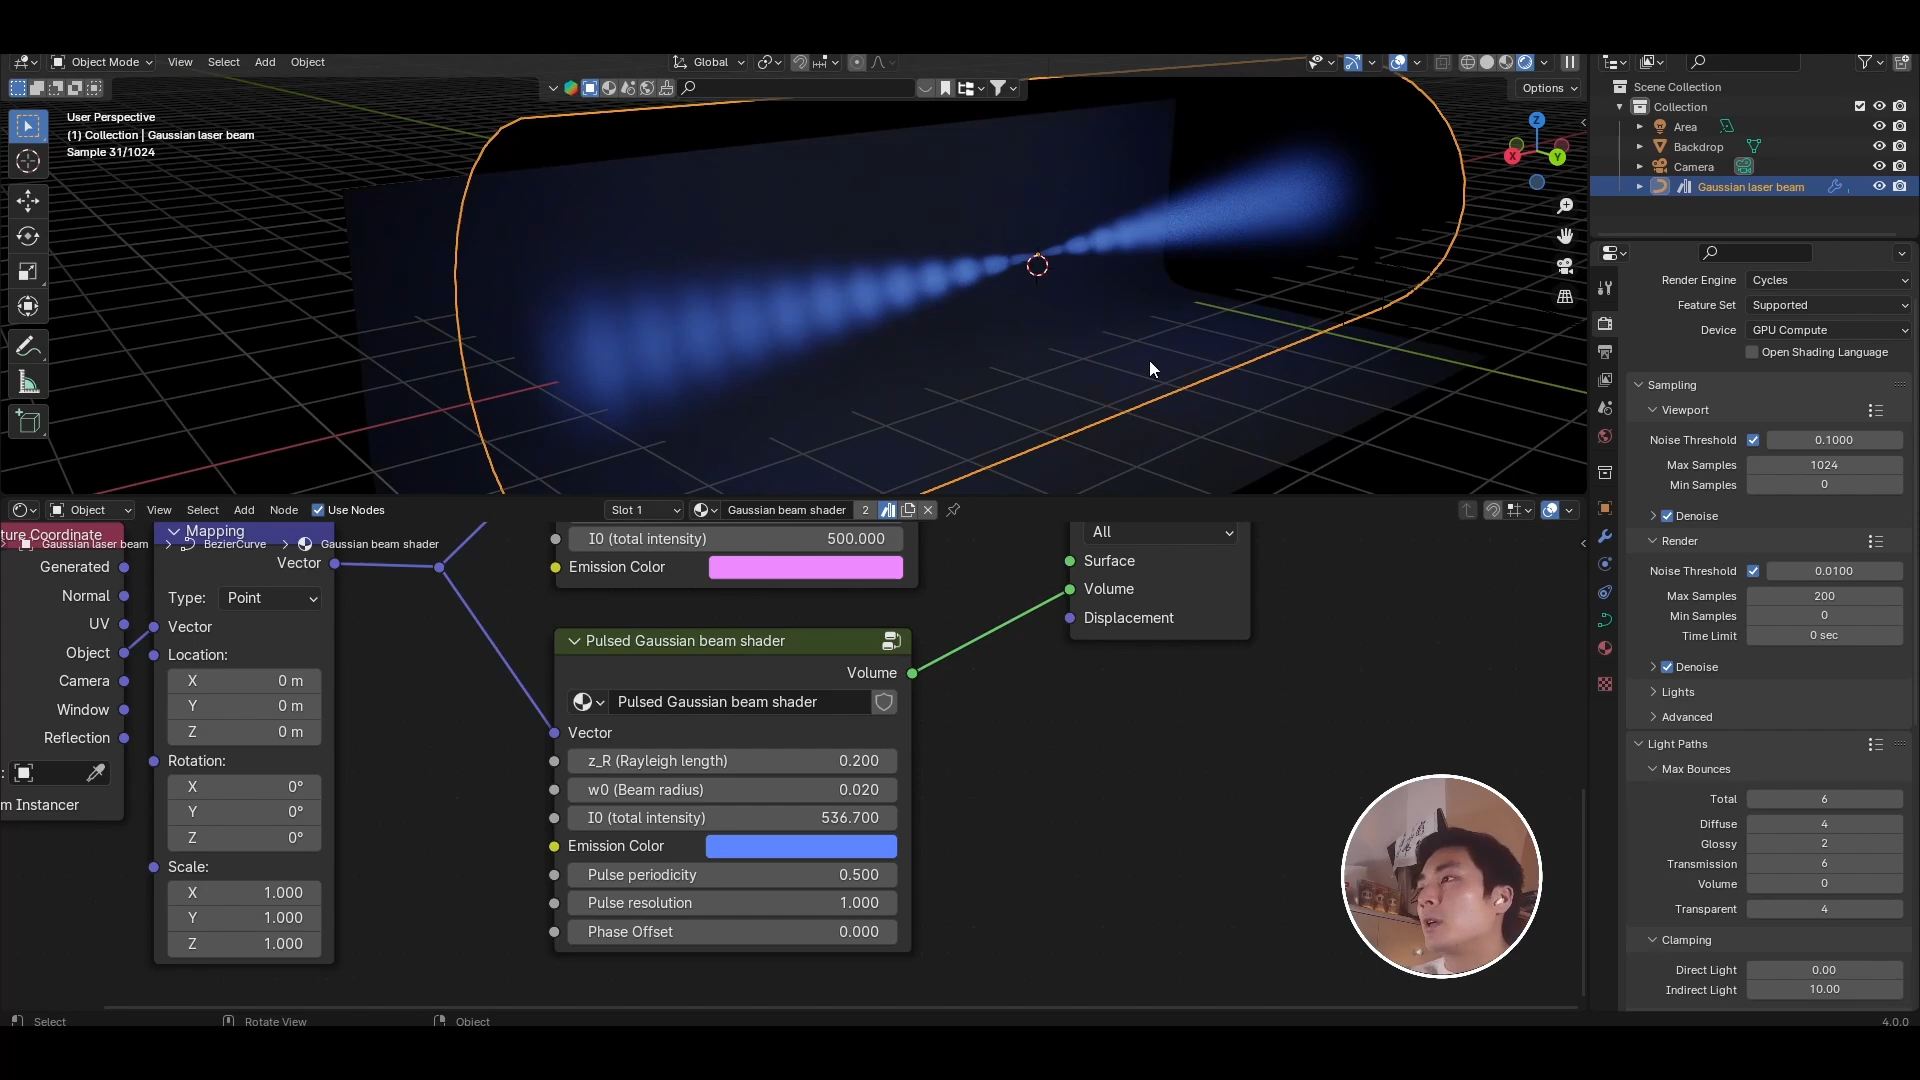 Object Mode
View
Select
Add
Object
Global
Options
User Perspective
(1) Collection | Gaussian laser beam
Sample 31/1024
Z
X
Y
Scene Collection
Collection
Area
Backdrop
Camera
Gaussian laser beam
Render Engine
Cycles
Feature Set
Supported
Device
GPU Compute
Open Shading Language
Sampling
Viewport
Noise Threshold
0.1000
Max Samples
1024
Min Samples
0
Denoise
Render
Noise Threshold
0.0100
Max Samples
200
Min Samples
0
Time Limit
0 sec
Denoise
Lights
Advanced
Light Paths
Max Bounces
Total
6
Diffuse
4
Glossy
2
Transmission
6
Volume
0
Transparent
4
Clamping
Direct Light
0.00
Indirect Light
10.00
Object
View
Select
Add
Node
Use Nodes
Slot 1
Gaussian beam shader
2
ture Coordinate
Gaussian laser beam
BezierCurve
Gaussian beam shader
Generated
Normal
UV
Object
Camera
Window
Reflection
m Instancer
Mapping
Vector
Type:
Point
Vector
Location:
X 0 m
Y 0 m
Z 0 m
Rotation:
X 0°
Y 0°
Z 0°
Scale:
X 1.000
Y 1.000
Z 1.000
I0 (total intensity) 500.000
Emission Color
Pulsed Gaussian beam shader
Volume
Pulsed Gaussian beam shader
Vector
z_R (Rayleigh length) 0.200
w0 (Beam radius) 0.020
I0 (total intensity) 536.700
Emission Color
Pulse periodicity 0.500
Pulse resolution 1.000
Phase Offset 0.000
All
Surface
Volume
Displacement
Select
Rotate View
Object
4.0.0